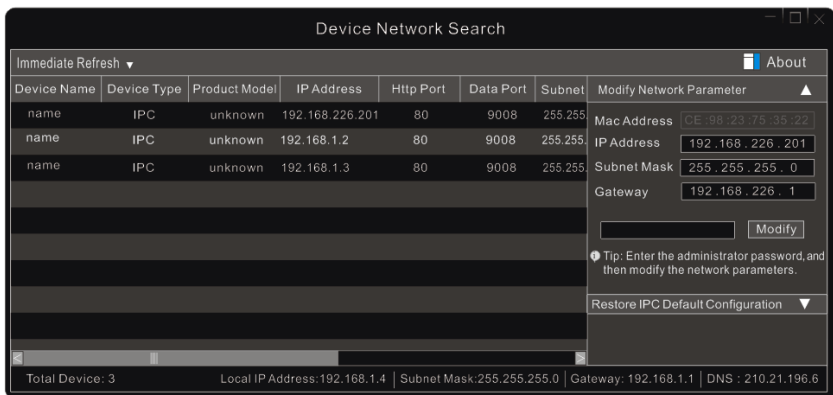 Device Network Search
Immediate Refresh
About
Device Name Device Type Product Model IP Address Http Port Data Port Subnet
name IPC unknown 192.168.226.201 80 9008 255.255
name IPC unknown 192.168.1.2 80 9008 255.255.
name IPC unknown 192.168.1.3 80 9008 255.255.
Modify Network Parameter
Mac Address CE:98:23:75:35:22
IP Address 192.168.226.201
Subnet Mask 255.255.255.0
Gateway 192.168.226.1
Modify
Tip: Enter the administrator password, and
then modify the network parameters.
Restore IPC Default Configuration
Total Device: 3 Local IP Address:192.168.1.4 Subnet Mask:255.255.255.0 Gateway: 192.168.1.1 DNS : 210.21.196.6